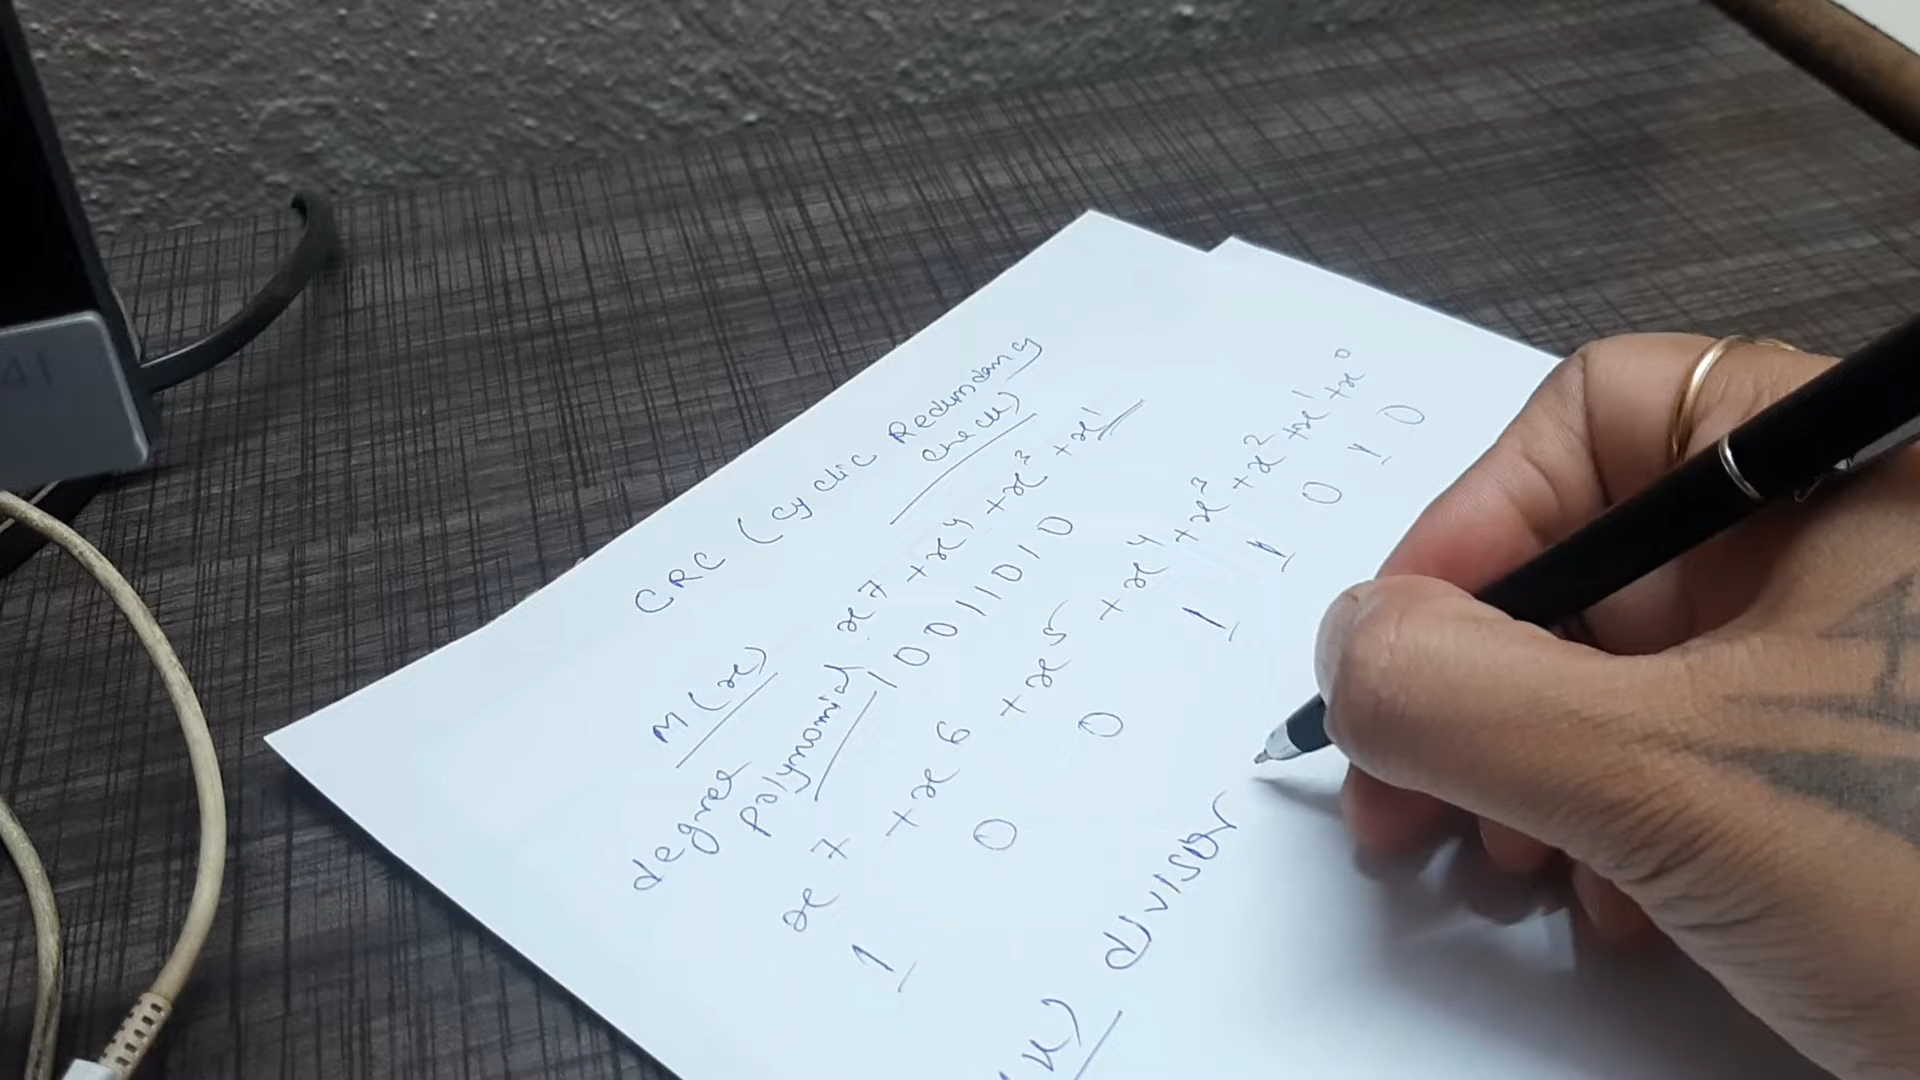 CRC (Cyclic Redundancy
Check)
M(x)
degree
polynomial x7 + x4 + x3 + x1
10011010
x7 + x6 + x5 + x4 + x3 + x2 + x1 + x0
1 0 0 1 1 0 1 0
divisor